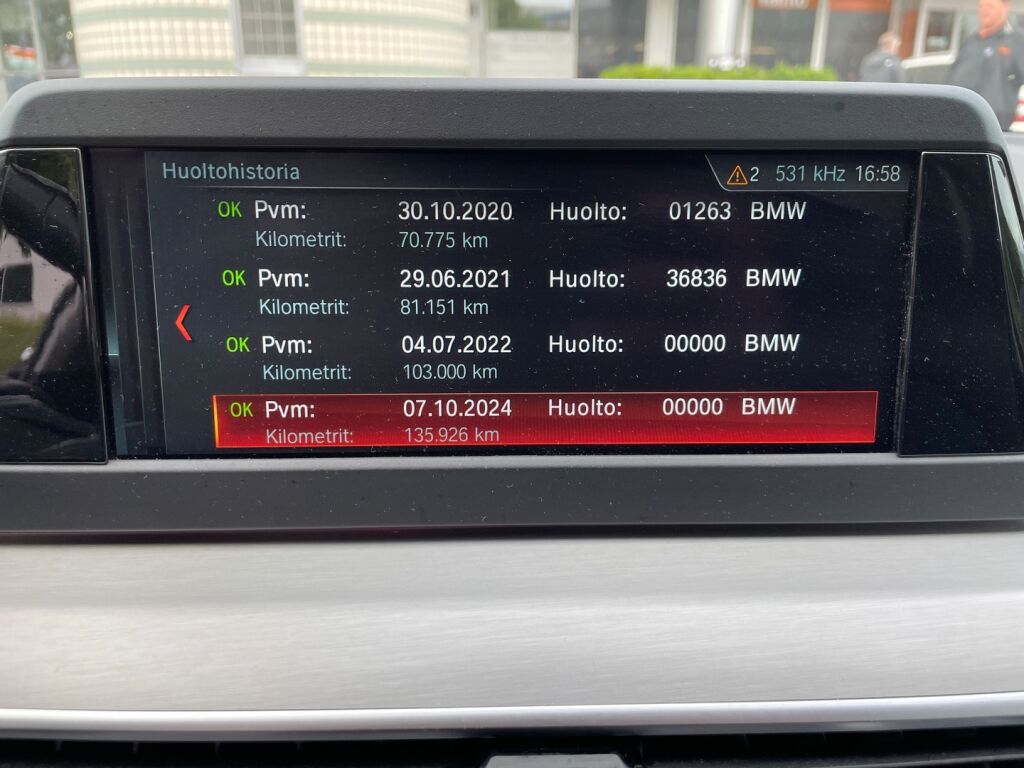 Huoltohistoria 2 531 kHz 16:58
OK Pvm: 30.10.2020 Huolto: 01263 BMW
Kilometrit: 70.775 km
OK Pvm: 29.06.2021 Huolto: 36836 BMW
Kilometrit: 81.151 km
OK Pvm: 04.07.2022 Huolto: 00000 BMW
Kilometrit: 103.000 km
OK Pvm: 07.10.2024 Huolto: 00000 BMW
Kilometrit: 135.926 km